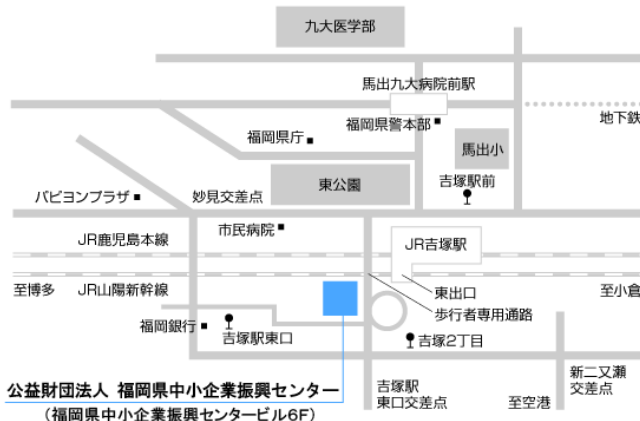 九大医学部
馬出九大病院前駅
地下鉄
福岡県警本部
福岡県庁
馬出小
東公園
吉塚駅前
パピヨンプラザ
妙見交差点
市民病院
JR鹿児島本線
JR吉塚駅
至博多
JR山陽新幹線
東出口
至小倉
歩行者専用通路
福岡銀行
吉塚駅東口
吉塚2丁目
公益財団法人 福岡県中小企業振興センター
(福岡県中小企業振興センタービル6F)
吉塚駅
東口交差点
至空港
新二又瀬
交差点